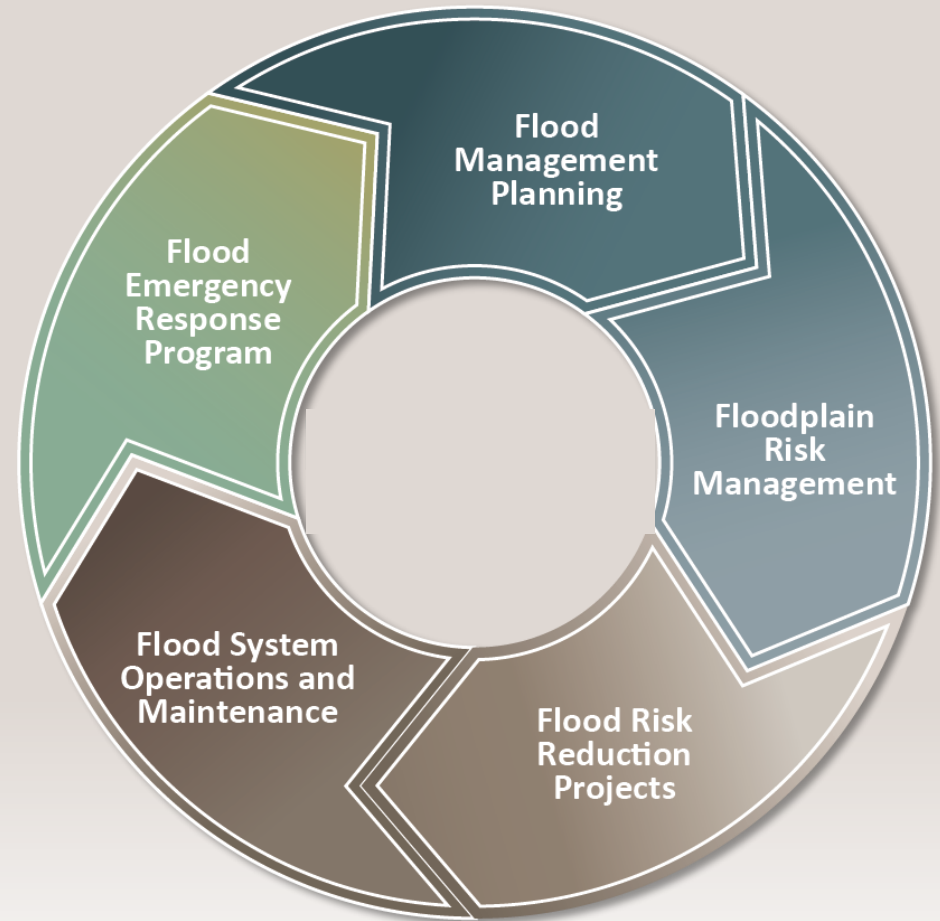 Flood
Management
Planning
Floodplain
Risk
Management
Flood Risk
Reduction
Projects
Flood System
Operations and
Maintenance
Flood
Emergency
Response
Program